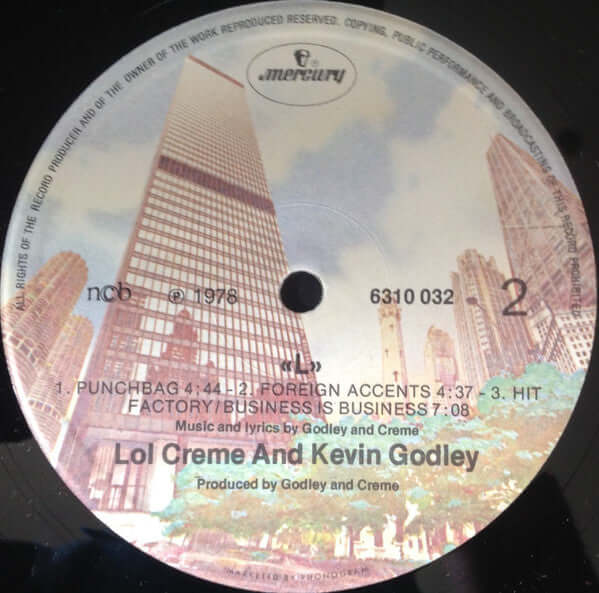 ALL RIGHTS OF THE RECORD PRODUCER AND OF THE OWNER OF THE WORK REPRODUCED RESERVED. COPYING, PUBLIC PERFORMANCE AND BROADCASTING OF THIS RECORD PROHIBITED
mercury ®
ncb ℗ 1978 6310 032 2
«L»
1. PUNCHBAG 4:44 - 2. FOREIGN ACCENTS 4:37 - 3. HIT
FACTORY/BUSINESS IS BUSINESS 7:08
Music and lyrics by Godley and Creme
Lol Creme And Kevin Godley
Produced by Godley and Creme
MARKETED BY PHONOGRAM